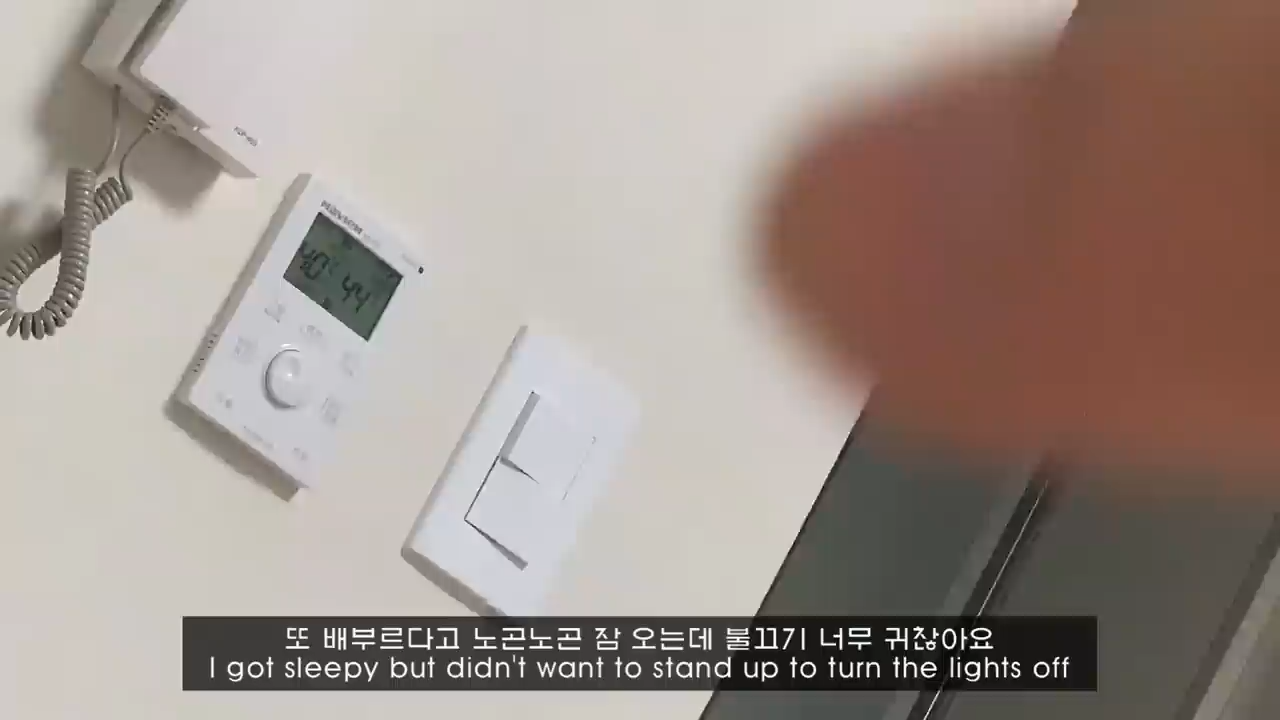 NAVIEN
40 44
또 배부르다고 노곤노곤 잠 오는데 불끄기 너무 귀찮아요
I got sleepy but didn't want to stand up to turn the lights off